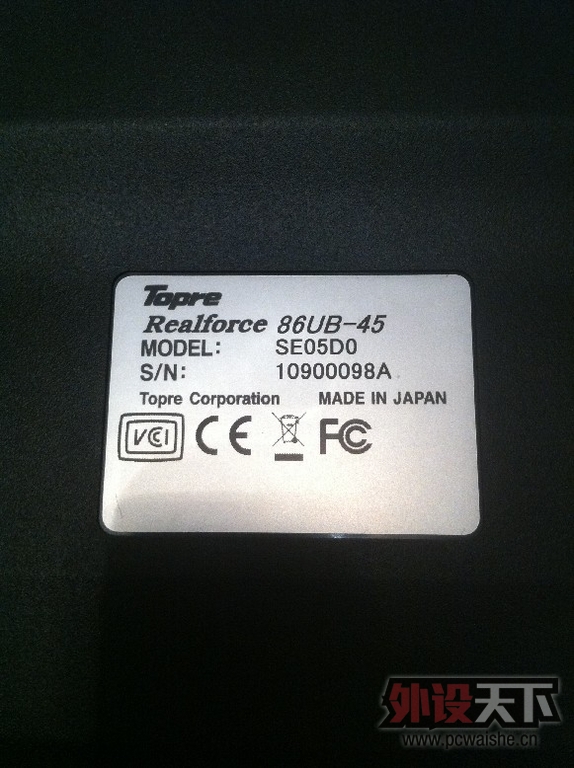 Topre
Realforce 86UB-45
MODEL: SE05D0
S/N: 10900098A
Topre Corporation MADE IN JAPAN
VCI CE FC
外设天下
www.pcwaishe.cn